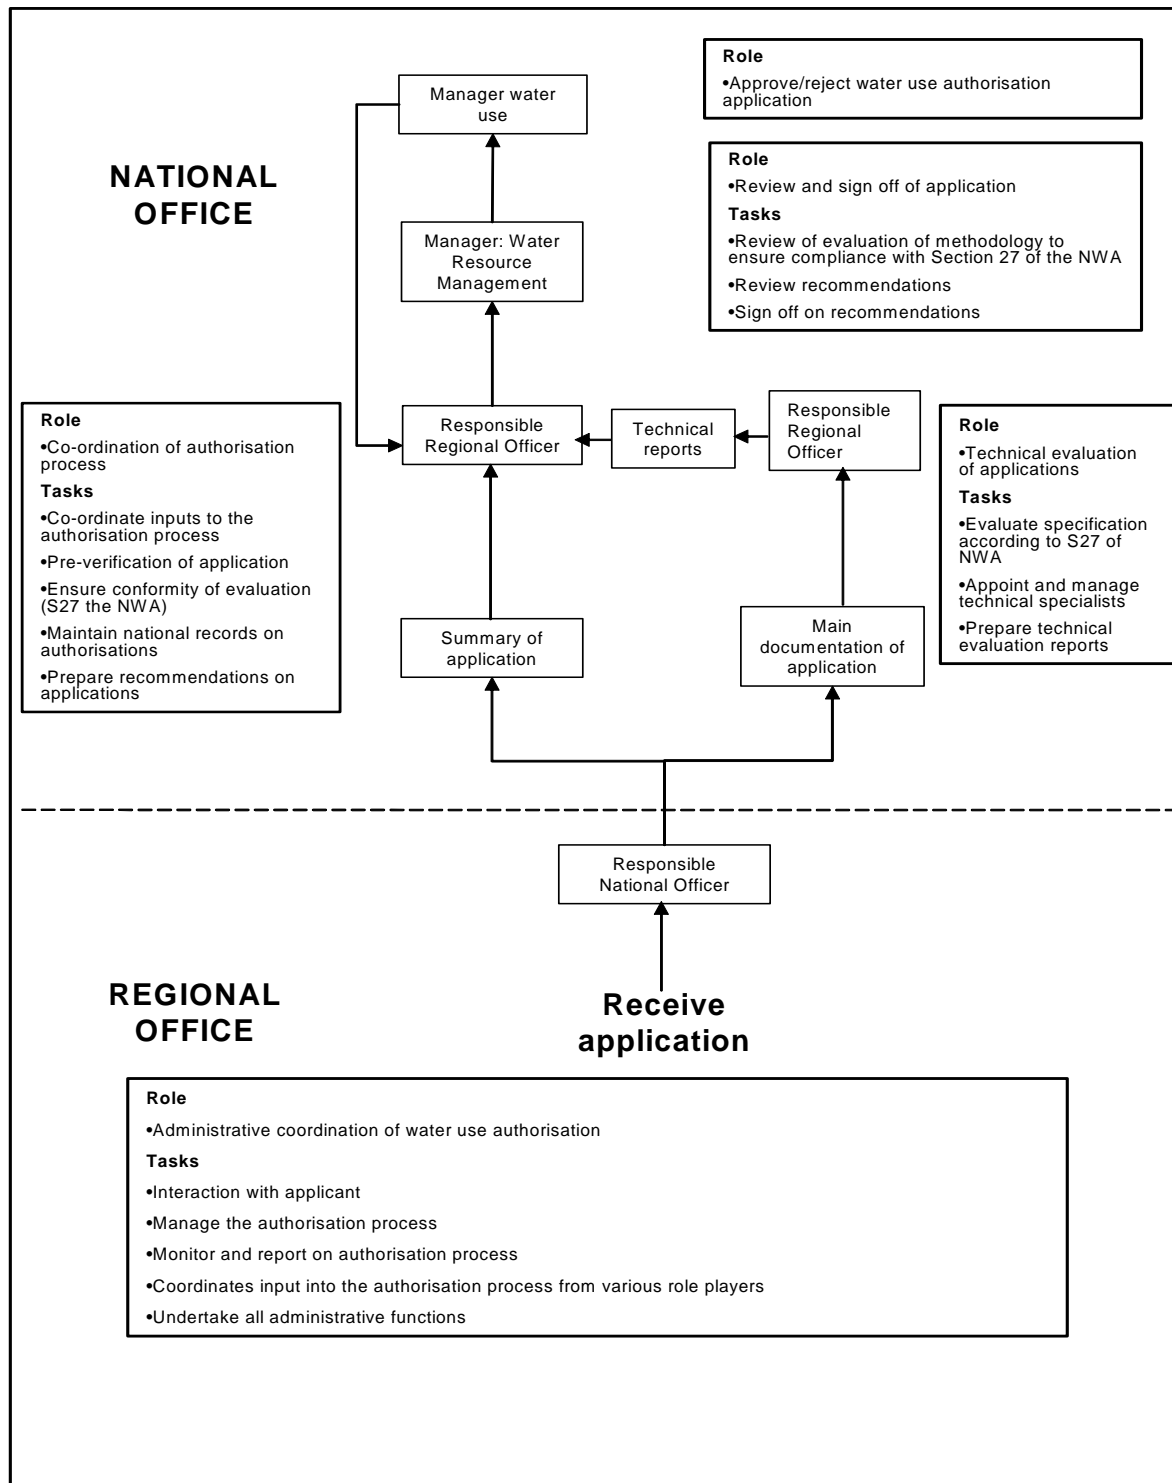 Role
•Approve/reject water use authorisation
application
Manager water
use
NATIONAL
OFFICE
Role
•Review and sign off of application
Tasks
•Review of evaluation of methodology to
ensure compliance with Section 27 of the NWA
•Review recommendations
•Sign off on recommendations
Manager: Water
Resource
Management
Role
•Co-ordination of authorisation
process
Tasks
•Co-ordinate inputs to the
authorisation process
•Pre-verification of application
•Ensure conformity of evaluation
(S27 the NWA)
•Maintain national records on
authorisations
•Prepare recommendations on
applications
Responsible
Regional Officer
Technical
reports
Responsible
Regional
Officer
Role
•Technical evaluation
of applications
Tasks
•Evaluate specification
according to S27 of
NWA
•Appoint and manage
technical specialists
•Prepare technical
evaluation reports
Summary of
application
Main
documentation of
application
Responsible
National Officer
REGIONAL
OFFICE
Receive
application
Role
•Administrative coordination of water use authorisation
Tasks
•Interaction with applicant
•Manage the authorisation process
•Monitor and report on authorisation process
•Coordinates input into the authorisation process from various role players
•Undertake all administrative functions